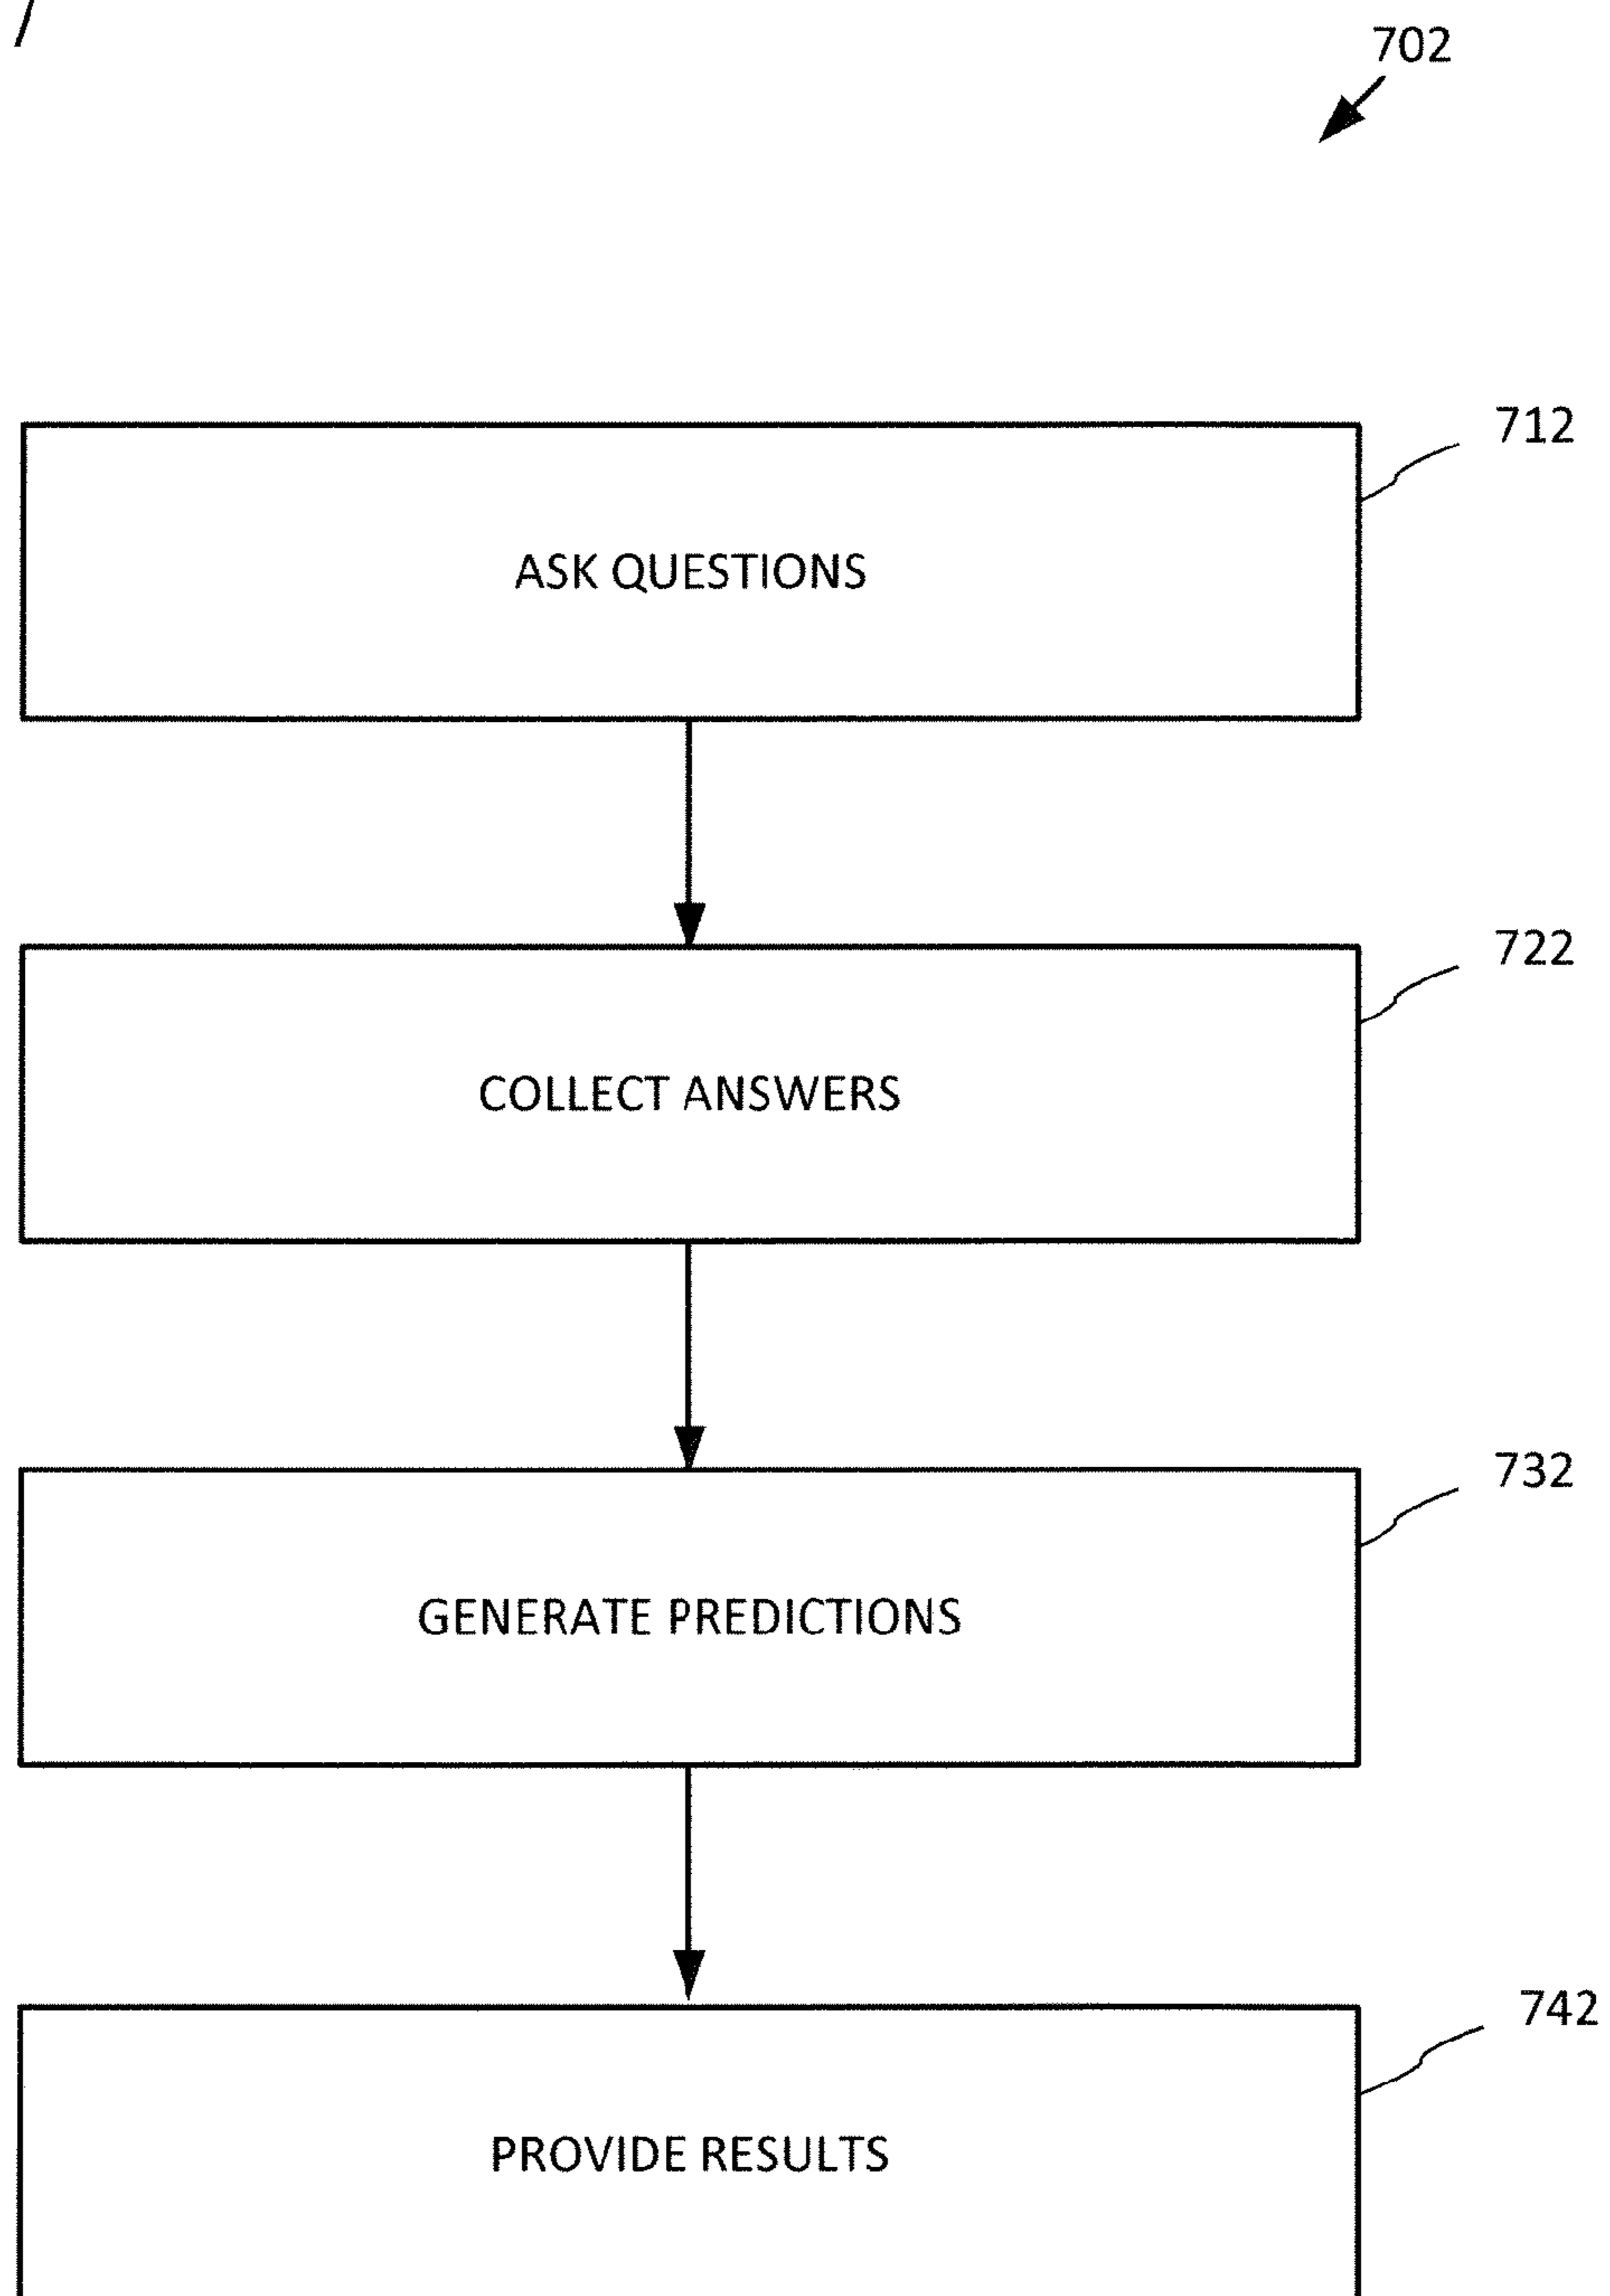 702
712
ASK QUESTIONS
722
COLLECT ANSWERS
732
GENERATE PREDICTIONS
742
PROVIDE RESULTS